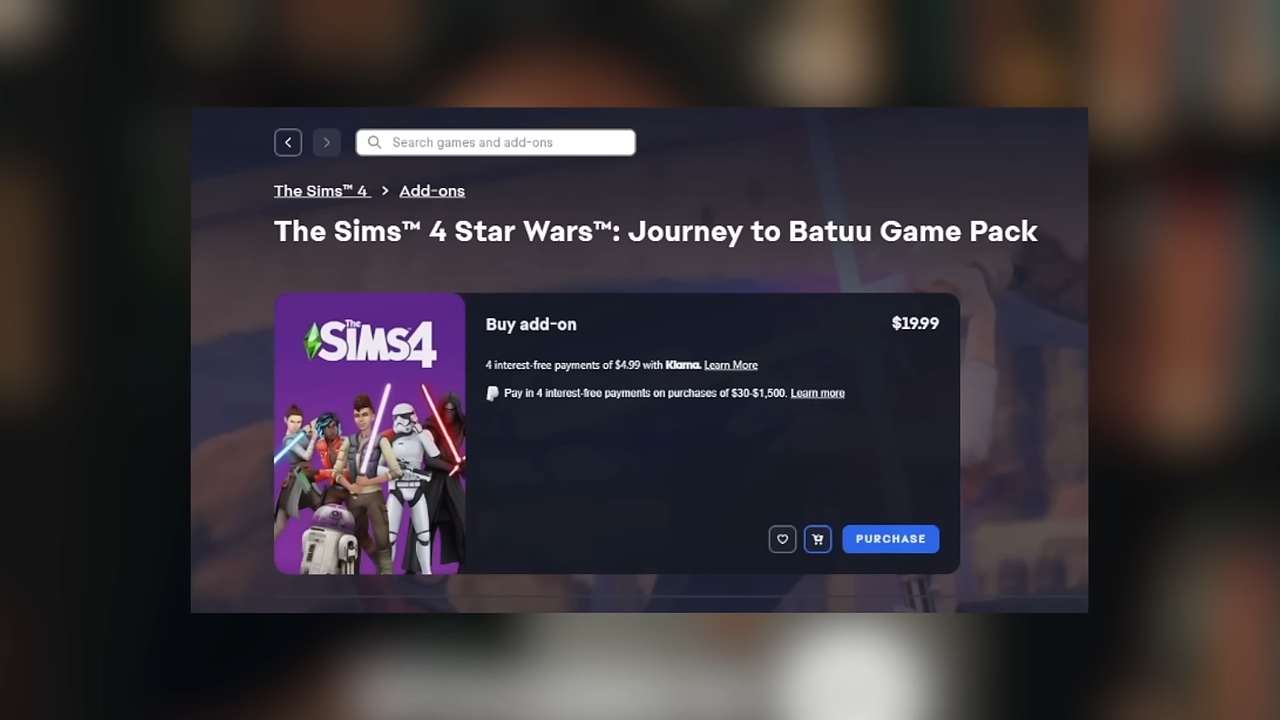 Search games and add-ons
The Sims™ 4 > Add-ons
The Sims™ 4 Star Wars™: Journey to Batuu Game Pack
The SIMS 4
Buy add-on
$19.99
4 interest-free payments of $4.99 with Klarna. Learn More
Pay in 4 interest-free payments on purchases of $30-$1,500. Learn more
PURCHASE